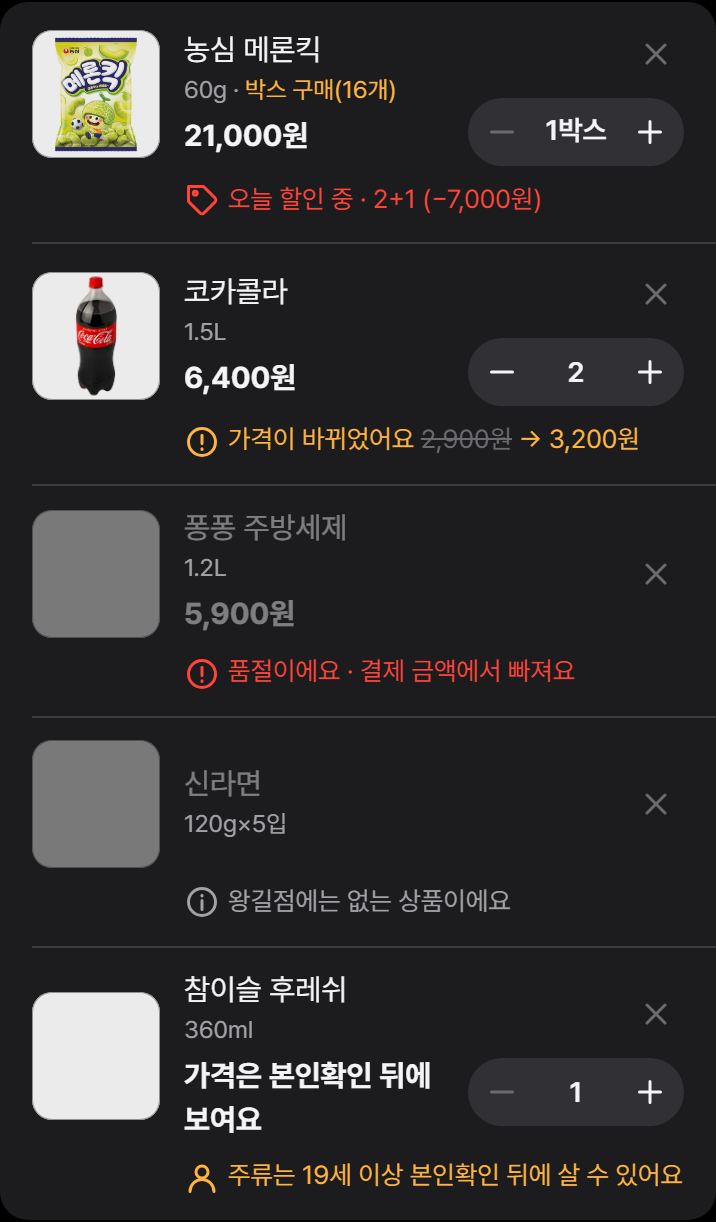 농심 메론킥
60g · 박스 구매(16개)
21,000원
1박스
오늘 할인 중 · 2+1 (−7,000원)
메론킥
코카콜라
1.5L
6,400원
2
가격이 바뀌었어요 2,900원 → 3,200원
Coca-Cola
퐁퐁 주방세제
1.2L
5,900원
품절이에요 · 결제 금액에서 빠져요
신라면
120g×5입
왕길점에는 없는 상품이에요
참이슬 후레쉬
360ml
가격은 본인확인 뒤에
보여요
1
주류는 19세 이상 본인확인 뒤에 살 수 있어요